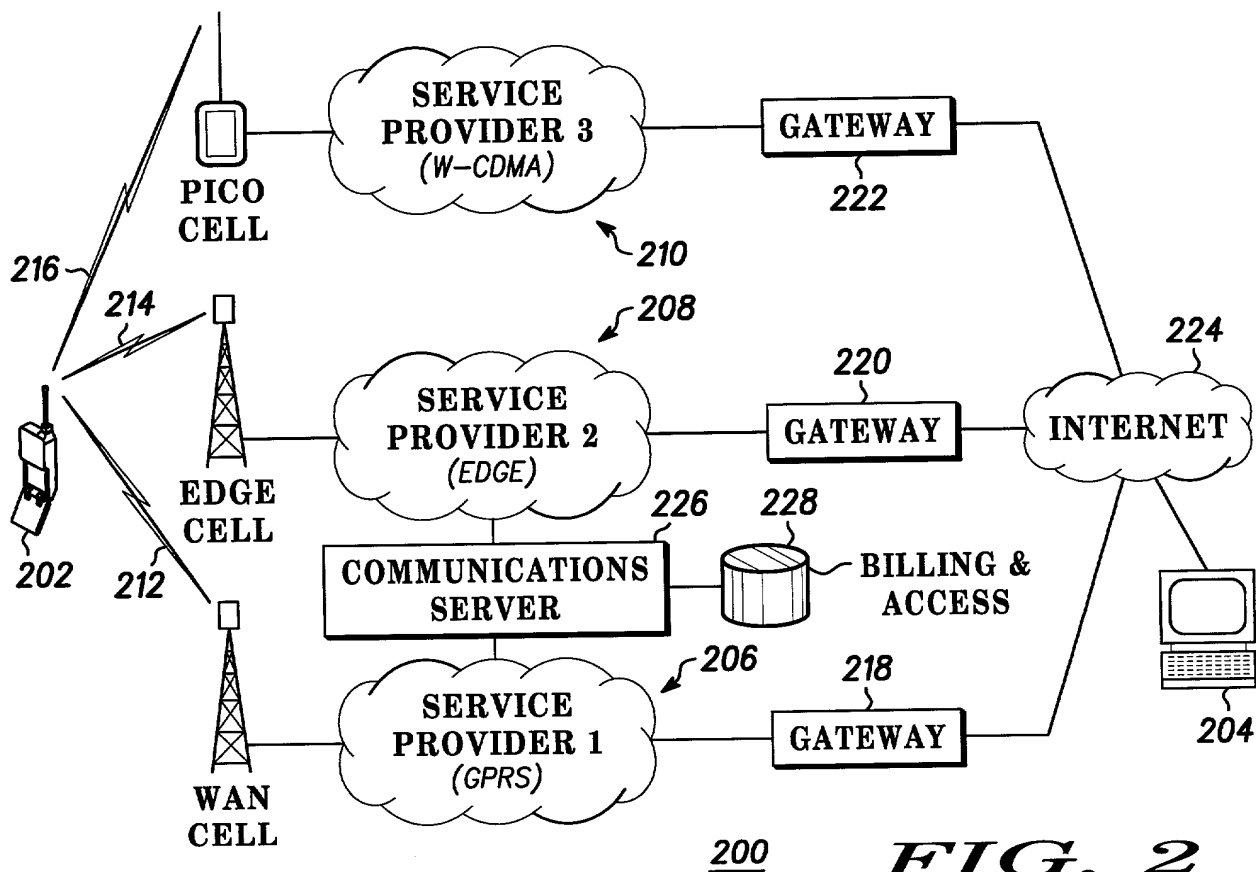 SERVICE
PROVIDER 3
(W-CDMA)
GATEWAY
222
PICO
CELL
210
216
214
208
224
220
SERVICE
PROVIDER 2
(EDGE)
GATEWAY
INTERNET
EDGE
CELL
226
228
202
212
COMMUNICATIONS
SERVER
BILLING &
ACCESS
206
218
204
SERVICE
PROVIDER 1
(GPRS)
GATEWAY
WAN
CELL
200
FIG. 2